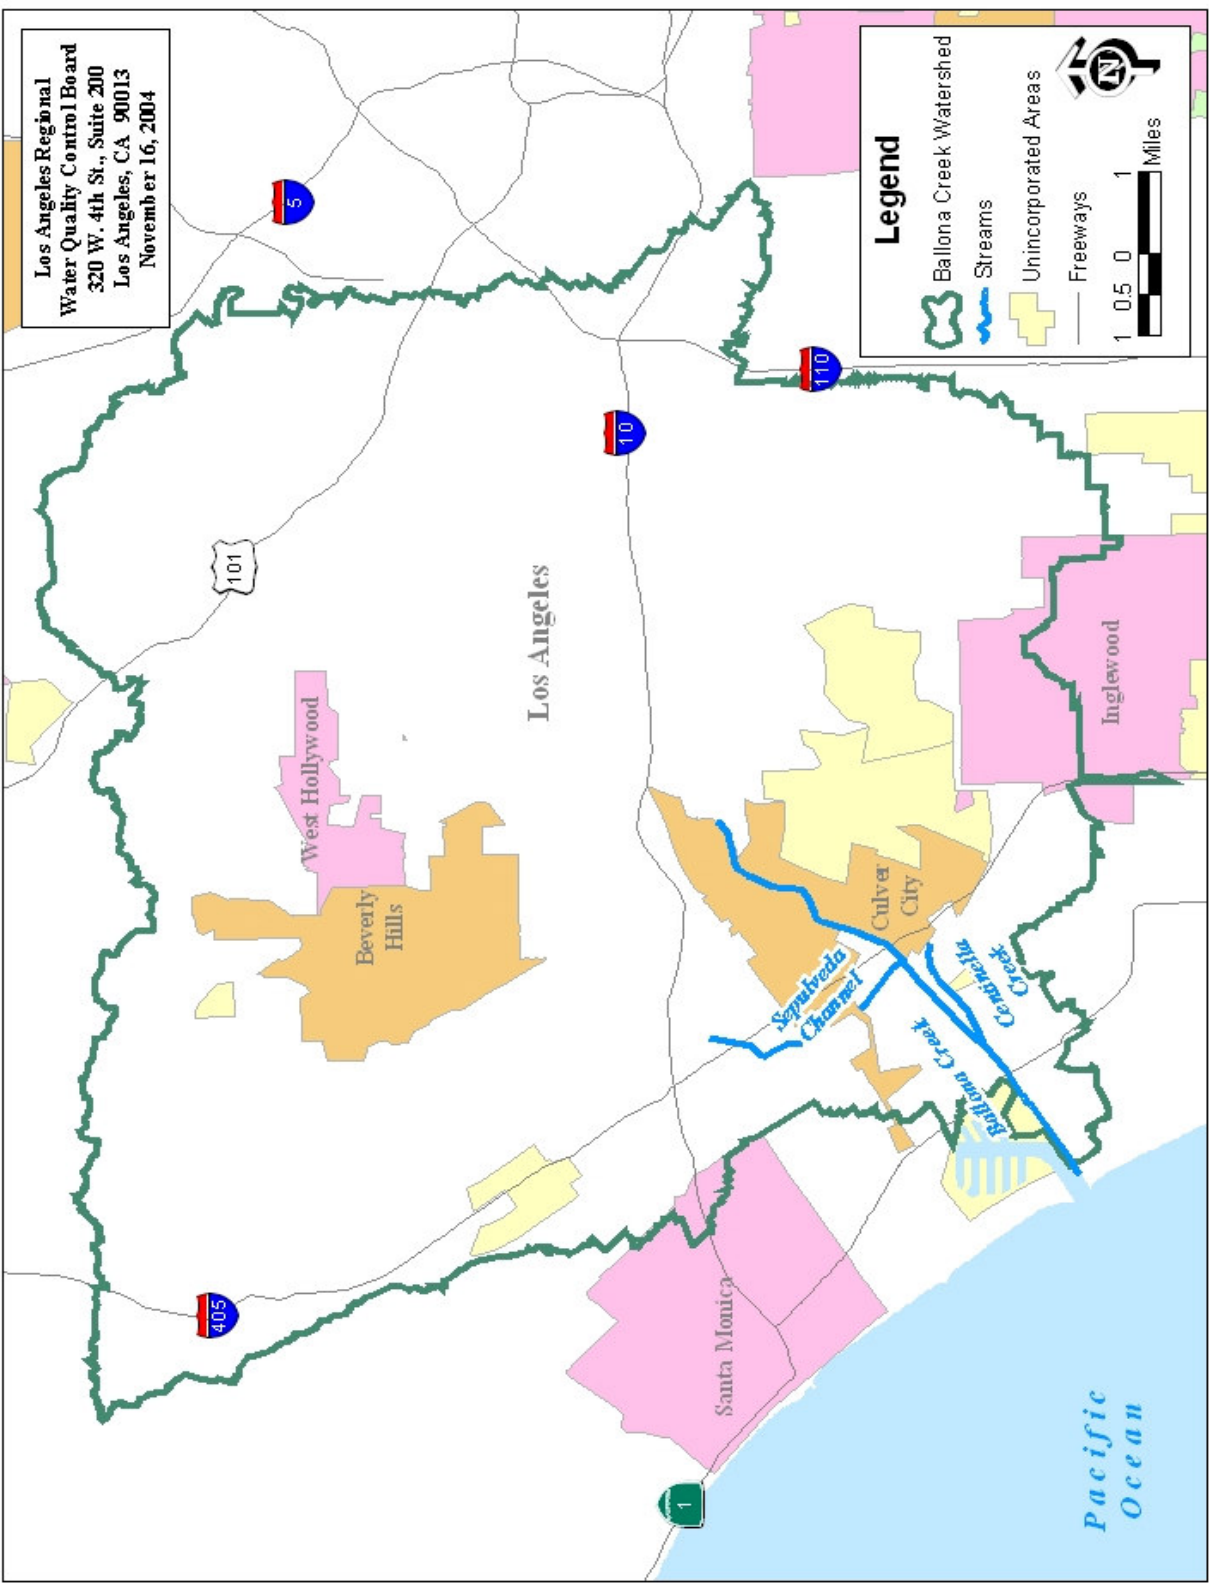 Los Angeles Regional
Water Quality Control Board
320 W. 4th St., Suite 200
Los Angeles, CA 90013
November 16, 2004
5
101
405
10
110
1
West Hollywood
Beverly
Hills
Los Angeles
Santa Monica
Culver
City
Inglewood
Sepulveda
Channel
Ballona Creek
Centinella
Creek
Pacific
Ocean
Legend
Ballona Creek Watershed
Streams
Unincorporated Areas
Freeways
N
1 0.5 0 1
Miles